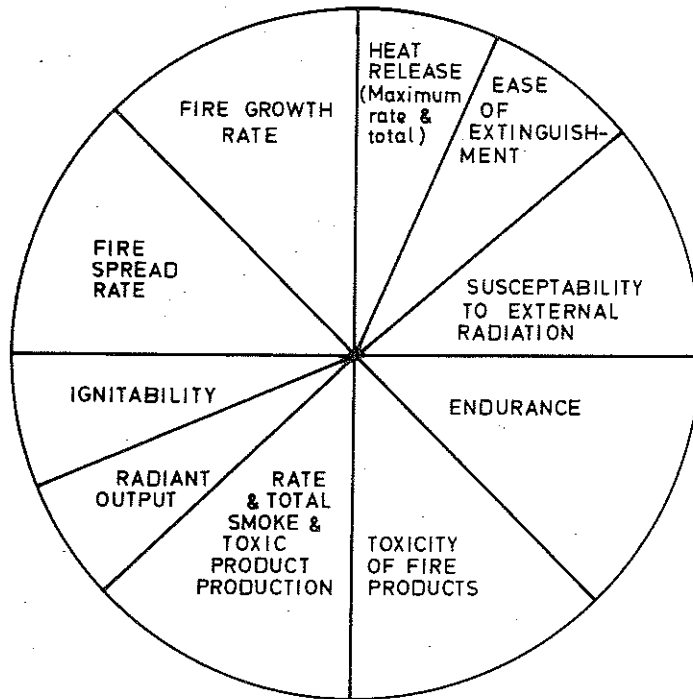 HEAT
RELEASE
(Maximum
rate &
total)
EASE
OF
EXTINGUISH-
MENT
SUSCEPTABILITY
TO EXTERNAL
RADIATION
ENDURANCE
TOXICITY
OF FIRE
PRODUCTS
RATE
& TOTAL
SMOKE &
TOXIC
PRODUCT
PRODUCTION
RADIANT
OUTPUT
IGNITABILITY
FIRE
SPREAD
RATE
FIRE GROWTH
RATE